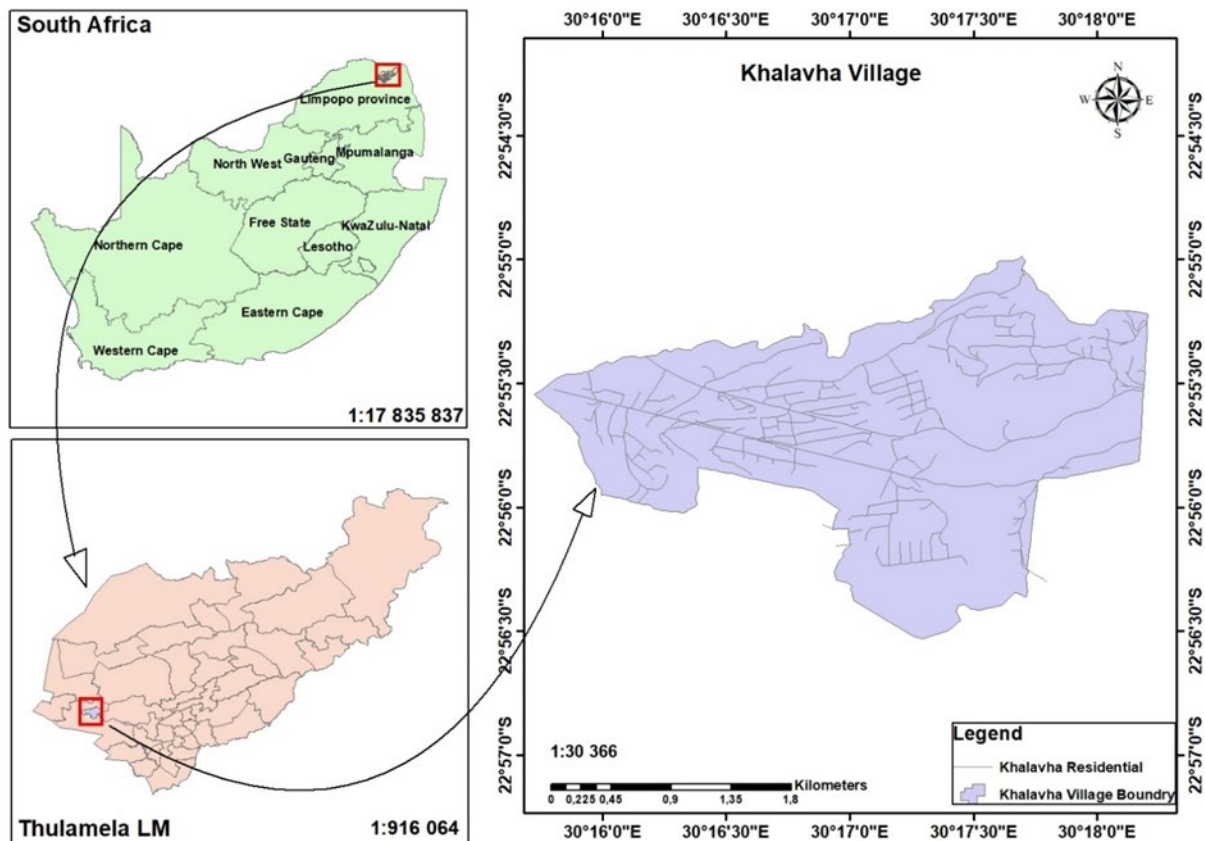 South Africa
Limpopo province
North West
Gauteng
Mpumalanga
Free State
KwaZulu-Natal
Lesotho
Northern Cape
Eastern Cape
Western Cape
1:17 835 837
Thulamela LM
1:916 064
30°16'0"E 30°16'30"E 30°17'0"E 30°17'30"E 30°18'0"E
Khalavha Village
N
W E
S
22°54'30"S 22°54'30"S
22°55'0"S 22°55'0"S
22°55'30"S 22°55'30"S
22°56'0"S 22°56'0"S
22°56'30"S 22°56'30"S
22°57'0"S 22°57'0"S
1:30 366
Kilometers
0 0,225 0,45 0,9 1,35 1,8
Legend
Khalavha Residential
Khalavha Village Boundry
30°16'0"E 30°16'30"E 30°17'0"E 30°17'30"E 30°18'0"E